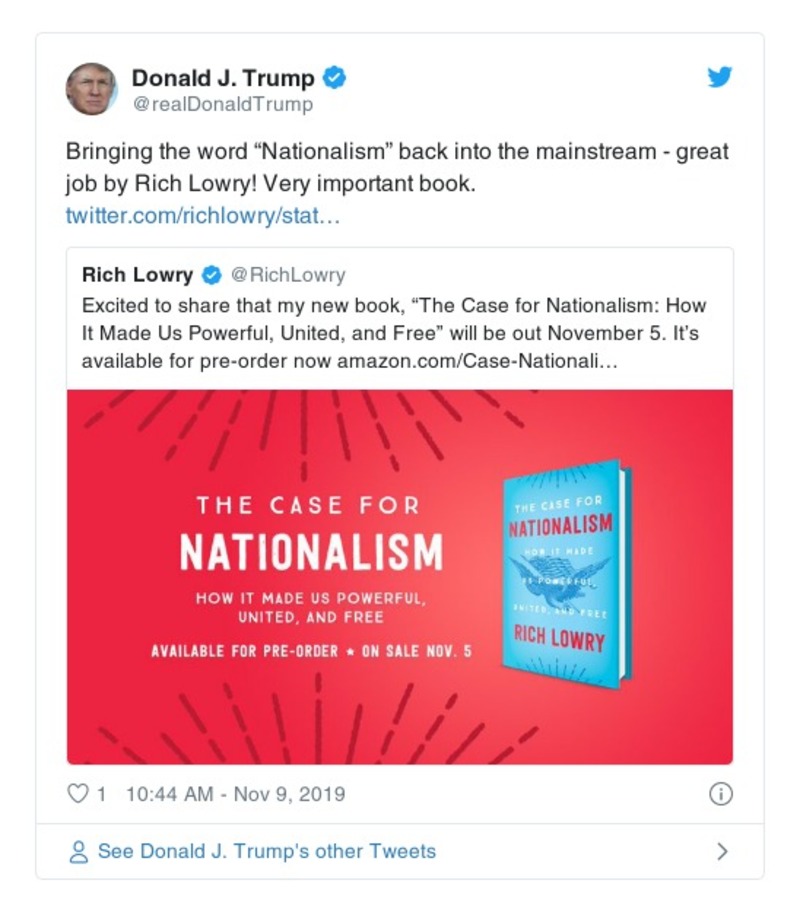 Donald J. Trump
@realDonaldTrump
Bringing the word “Nationalism” back into the mainstream - great
job by Rich Lowry! Very important book.
twitter.com/richlowry/stat…
Rich Lowry @RichLowry
Excited to share that my new book, “The Case for Nationalism: How
It Made Us Powerful, United, and Free” will be out November 5. It’s
available for pre-order now amazon.com/Case-Nationali…
THE CASE FOR
NATIONALISM
HOW IT MADE US POWERFUL,
UNITED, AND FREE
AVAILABLE FOR PRE-ORDER ★ ON SALE NOV. 5
THE CASE FOR
NATIONALISM
HOW IT MADE
US POWERFUL,
UNITED, AND FREE
RICH LOWRY
1 10:44 AM - Nov 9, 2019
See Donald J. Trump's other Tweets